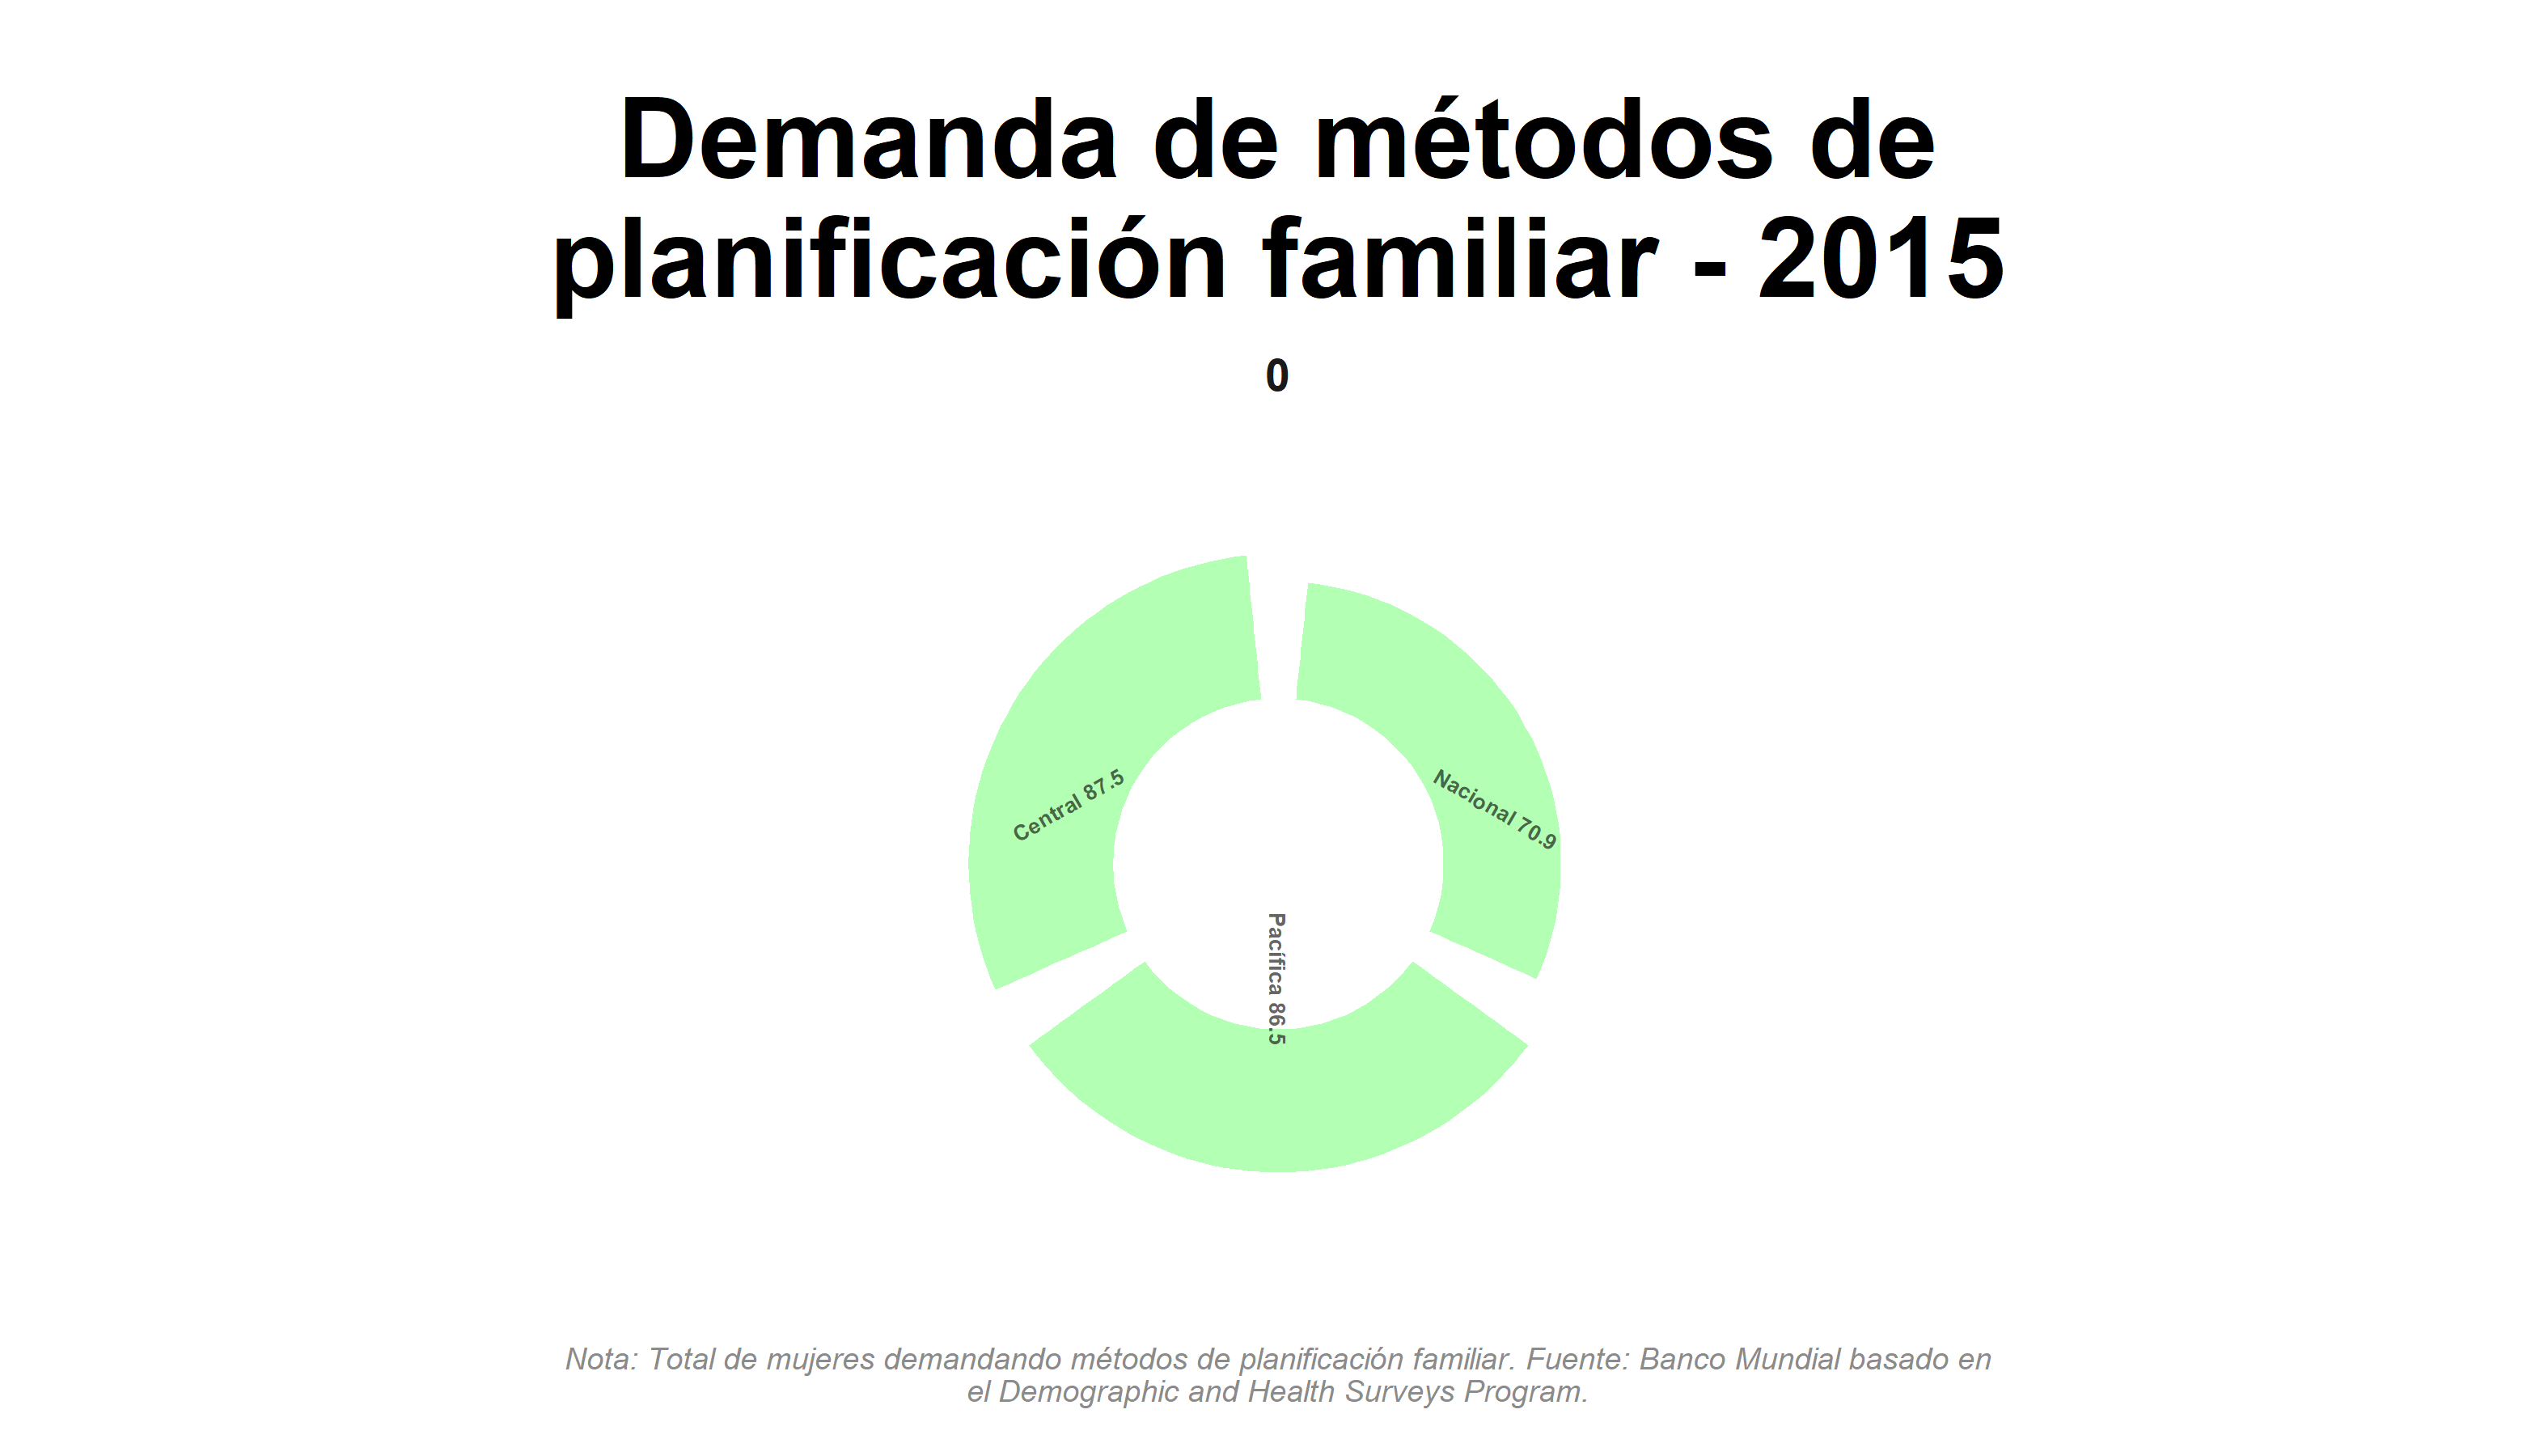 Demanda de métodos de
planificación familiar - 2015
0
Central 87.5
Nacional 70.9
Pacífica 86.5
Nota: Total de mujeres demandando métodos de planificación familiar. Fuente: Banco Mundial basado en
el Demographic and Health Surveys Program.